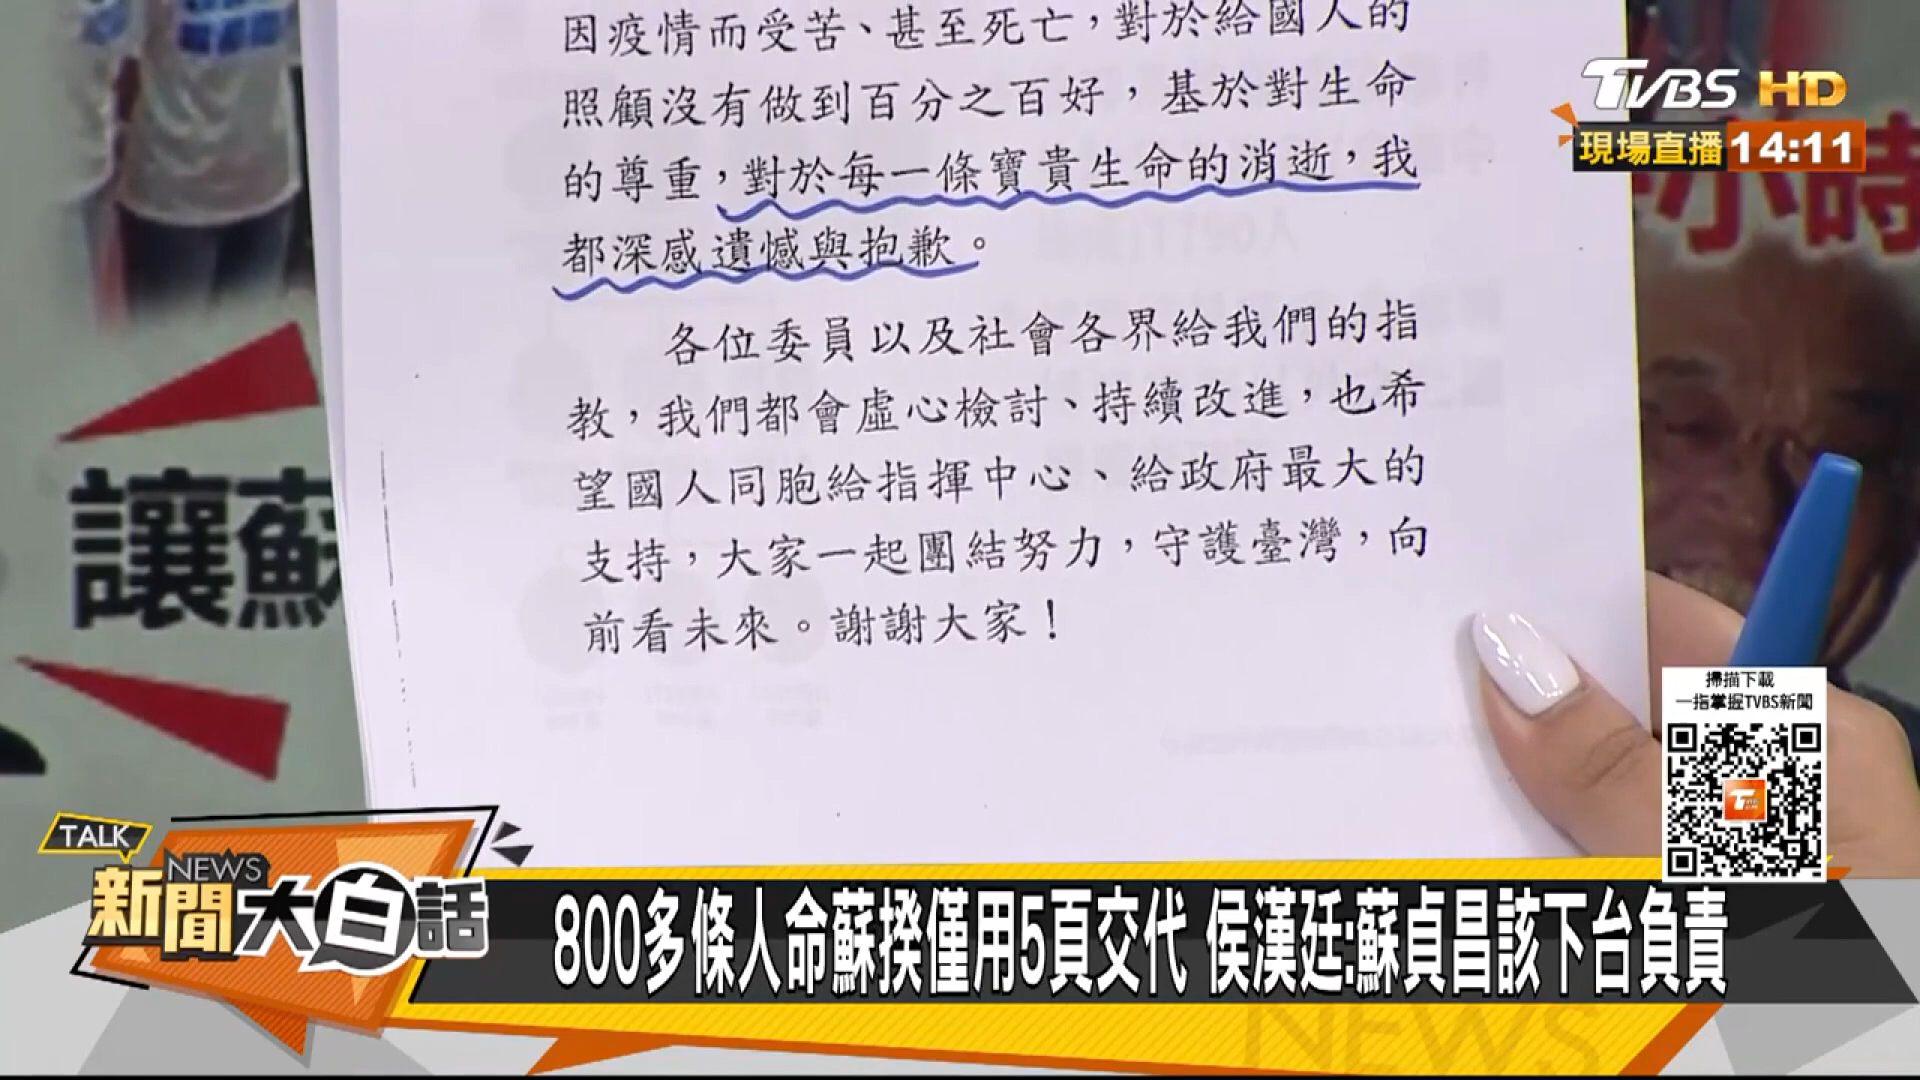 因疫情而受苦、甚至死亡，對於給國人的
照顧沒有做到百分之百好，基於對生命
的尊重，對於每一條寶貴生命的消逝，我
都深感遺憾與抱歉。
各位委員以及社會各界給我們的指
教，我們都會虛心檢討、持續改進，也希
望國人同胞給指揮中心、給政府最大的
支持，大家一起團結努力，守護臺灣，向
前看未來。謝謝大家！
TVBS HD
現場直播 14:11
小時
讓蘇
掃描下載
一指掌握TVBS新聞
TALK
NEWS
新聞大白話
800多條人命蘇揆僅用5頁交代 侯漢廷:蘇貞昌該下台負責
NEWS